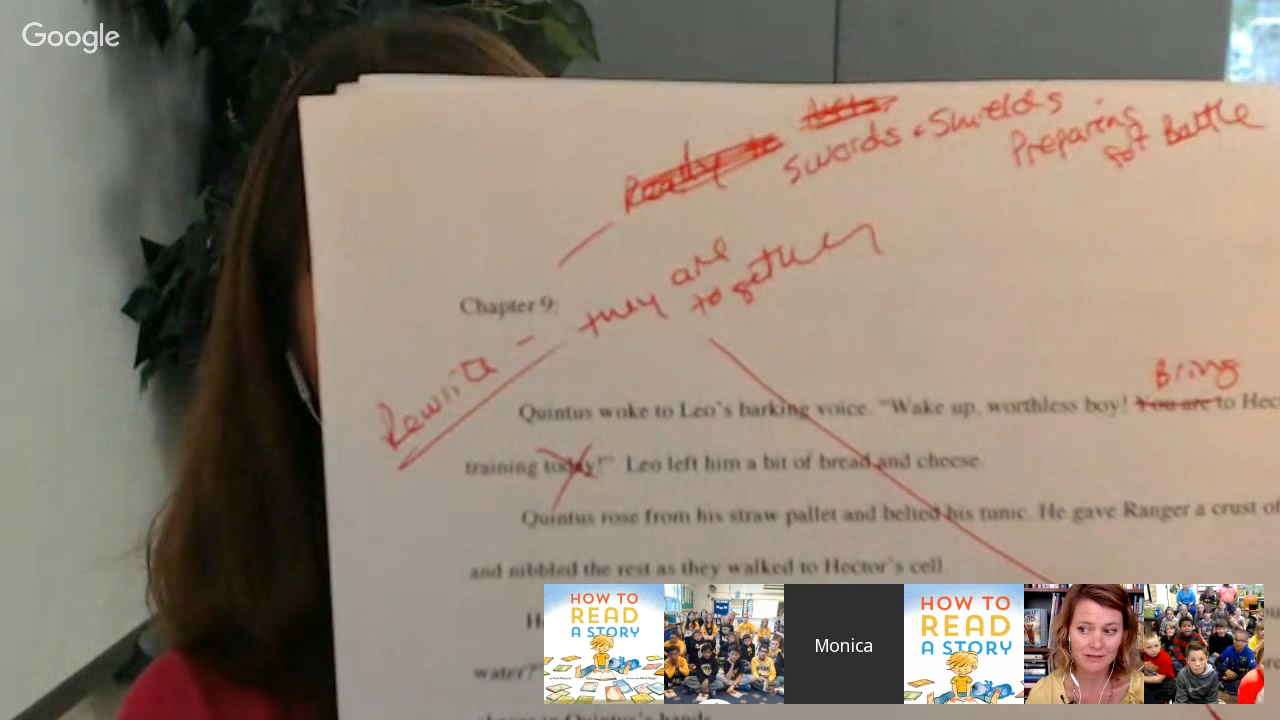 Google
Swords & Shields
Preparing
for Battle
they are
together
Rewrite -
Chapter 9:
Bring
Quintus woke to Leo's barking voice. "Wake up, worthless boy! You are to Hec
training today!" Leo left him a bit of bread and cheese.
Quintus rose from his straw pallet and belted his tunic. He gave Ranger a crust of
and nibbled the rest as they walked to Hector's cell.
water?"
HOW TO
READ
A STORY
Monica
HOW TO
READ
A STORY